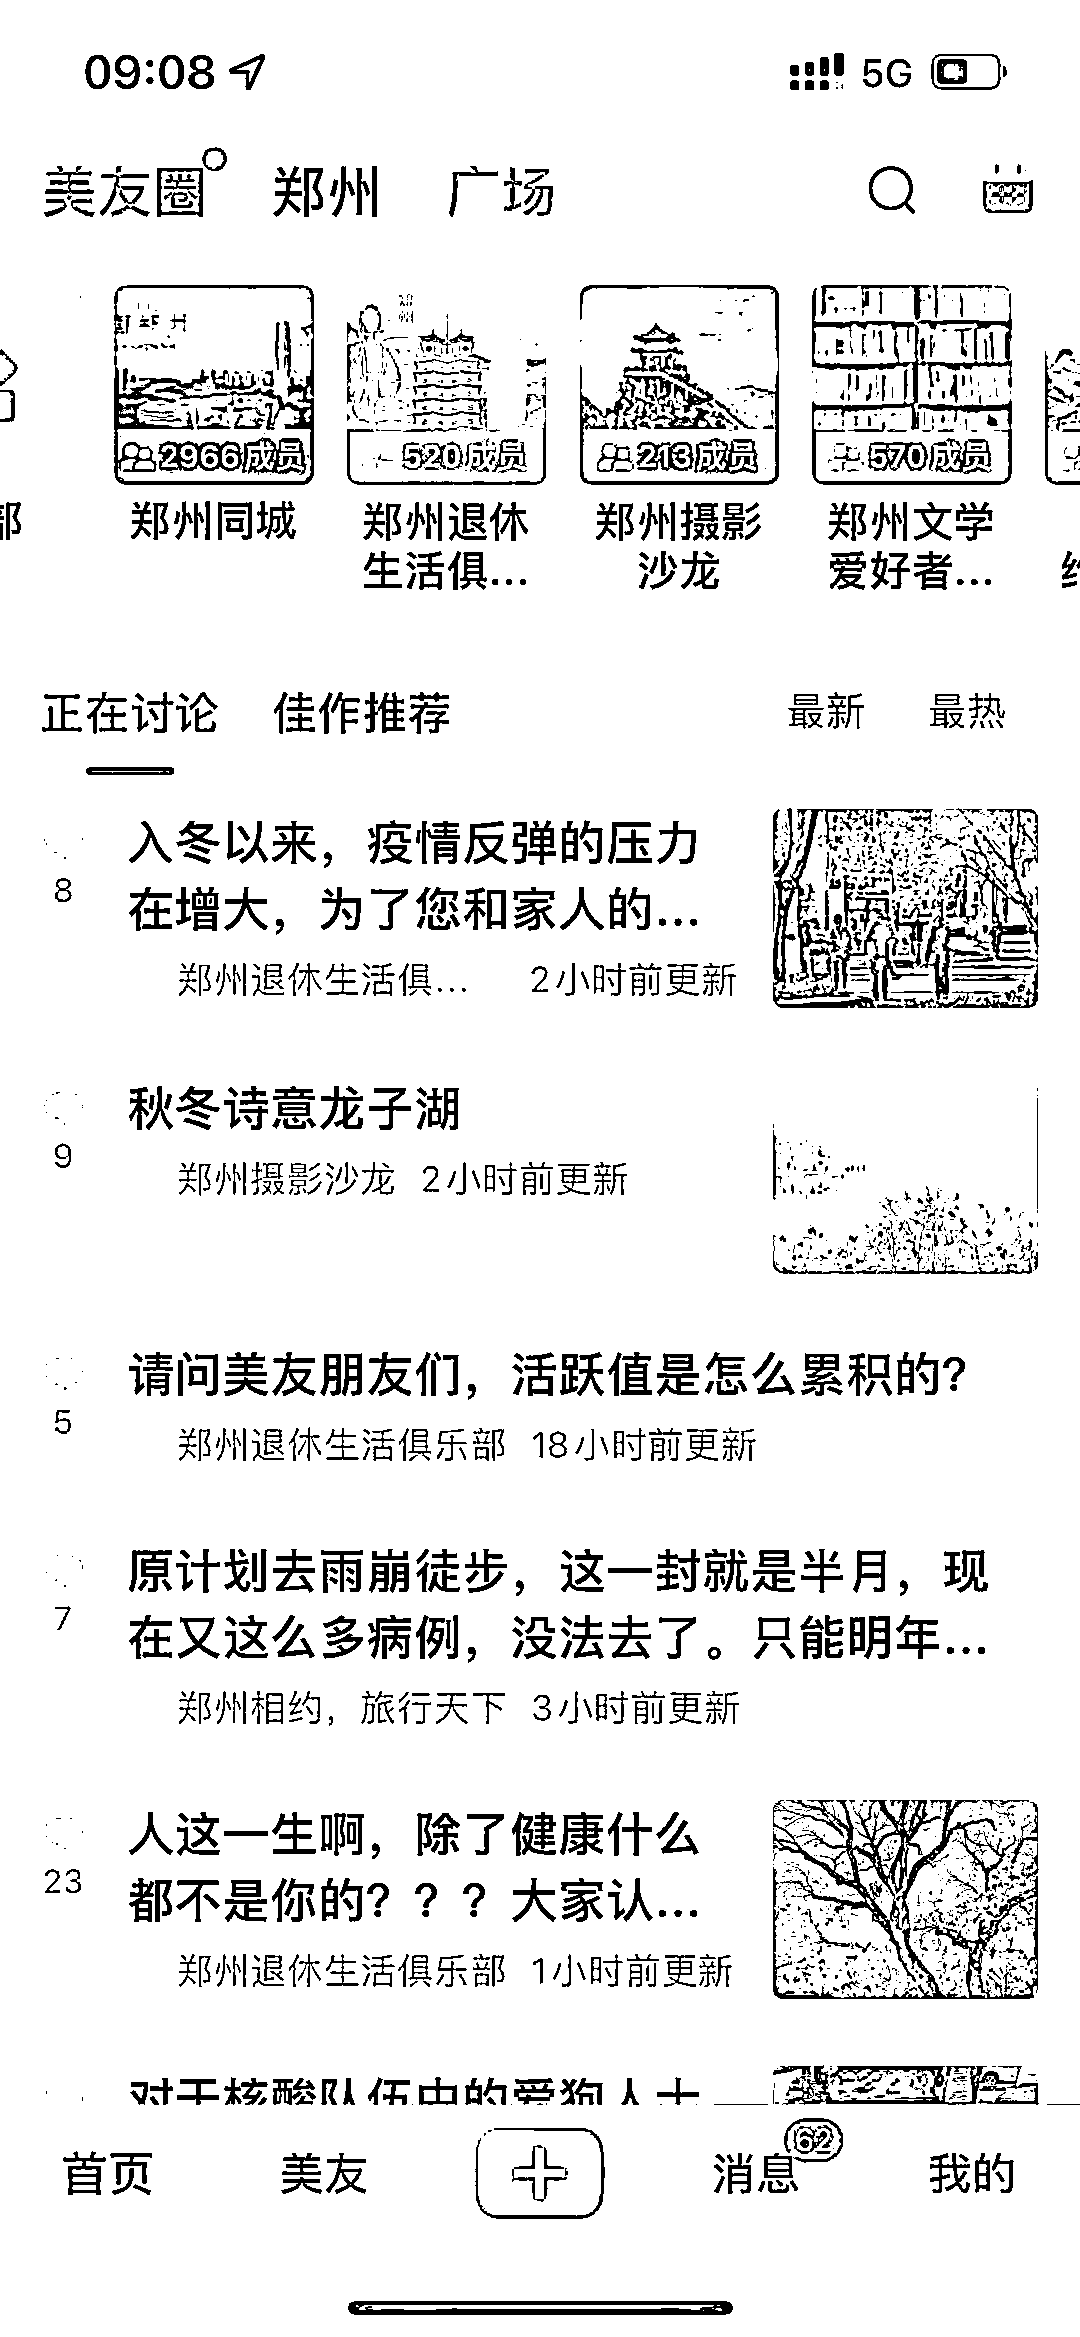 09:08
5G
美友圈 郑州 广场
2966成员
520成员
213成员
570成员
部
郑州同城
郑州退休
生活俱...
郑州摄影
沙龙
郑州文学
爱好者...
正在讨论 佳作推荐 最新 最热
入冬以来，疫情反弹的压力
在增大，为了您和家人的...
8
郑州退休生活俱... 2小时前更新
秋冬诗意龙子湖
9
郑州摄影沙龙 2小时前更新
请问美友朋友们，活跃值是怎么累积的？
5
郑州退休生活俱乐部 18小时前更新
原计划去雨崩徒步，这一封就是半月，现
7
在又这么多病例，没法去了。只能明年...
郑州相约，旅行天下 3小时前更新
人这一生啊，除了健康什么
23
都不是你的？？？大家认...
郑州退休生活俱乐部 1小时前更新
对于核酸队伍中的爱狗人士
62
首页 美友 消息 我的